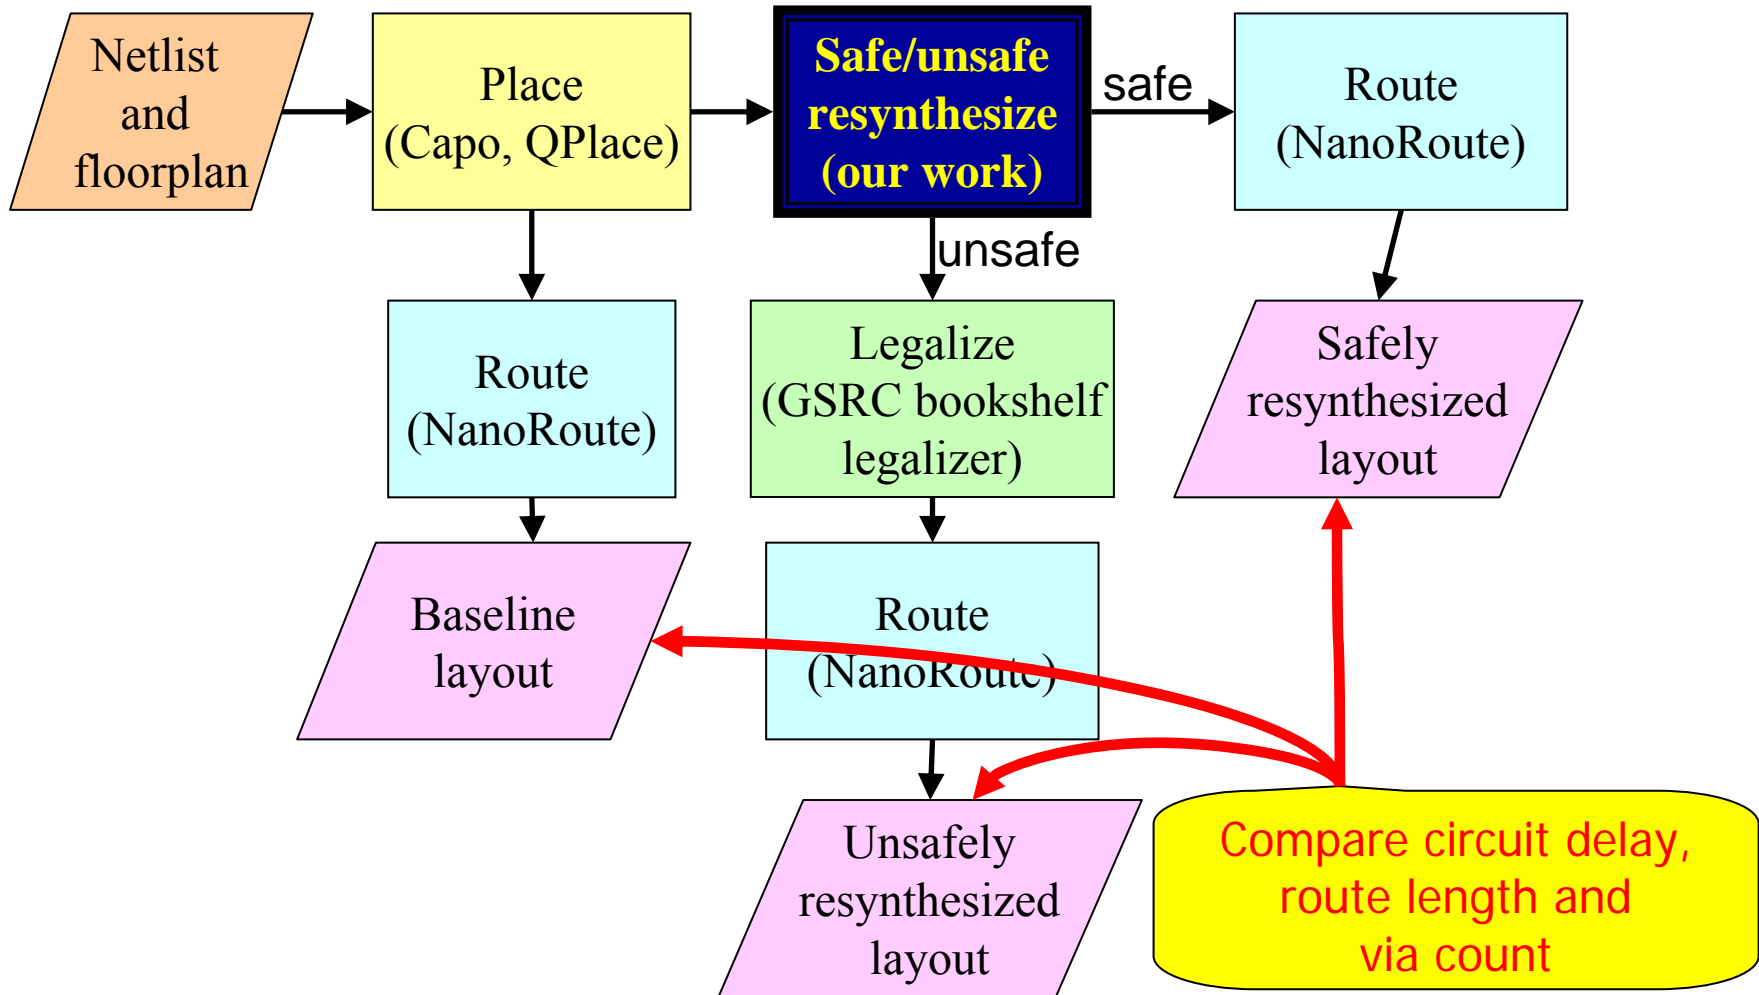 Netlist
and
floorplan
Place
(Capo, QPlace)
Safe/unsafe
resynthesize
(our work)
safe
Route
(NanoRoute)
unsafe
Route
(NanoRoute)
Legalize
(GSRC bookshelf
legalizer)
Safely
resynthesized
layout
Baseline
layout
Route
(NanoRoute)
Unsafely
resynthesized
layout
Compare circuit delay,
route length and
via count